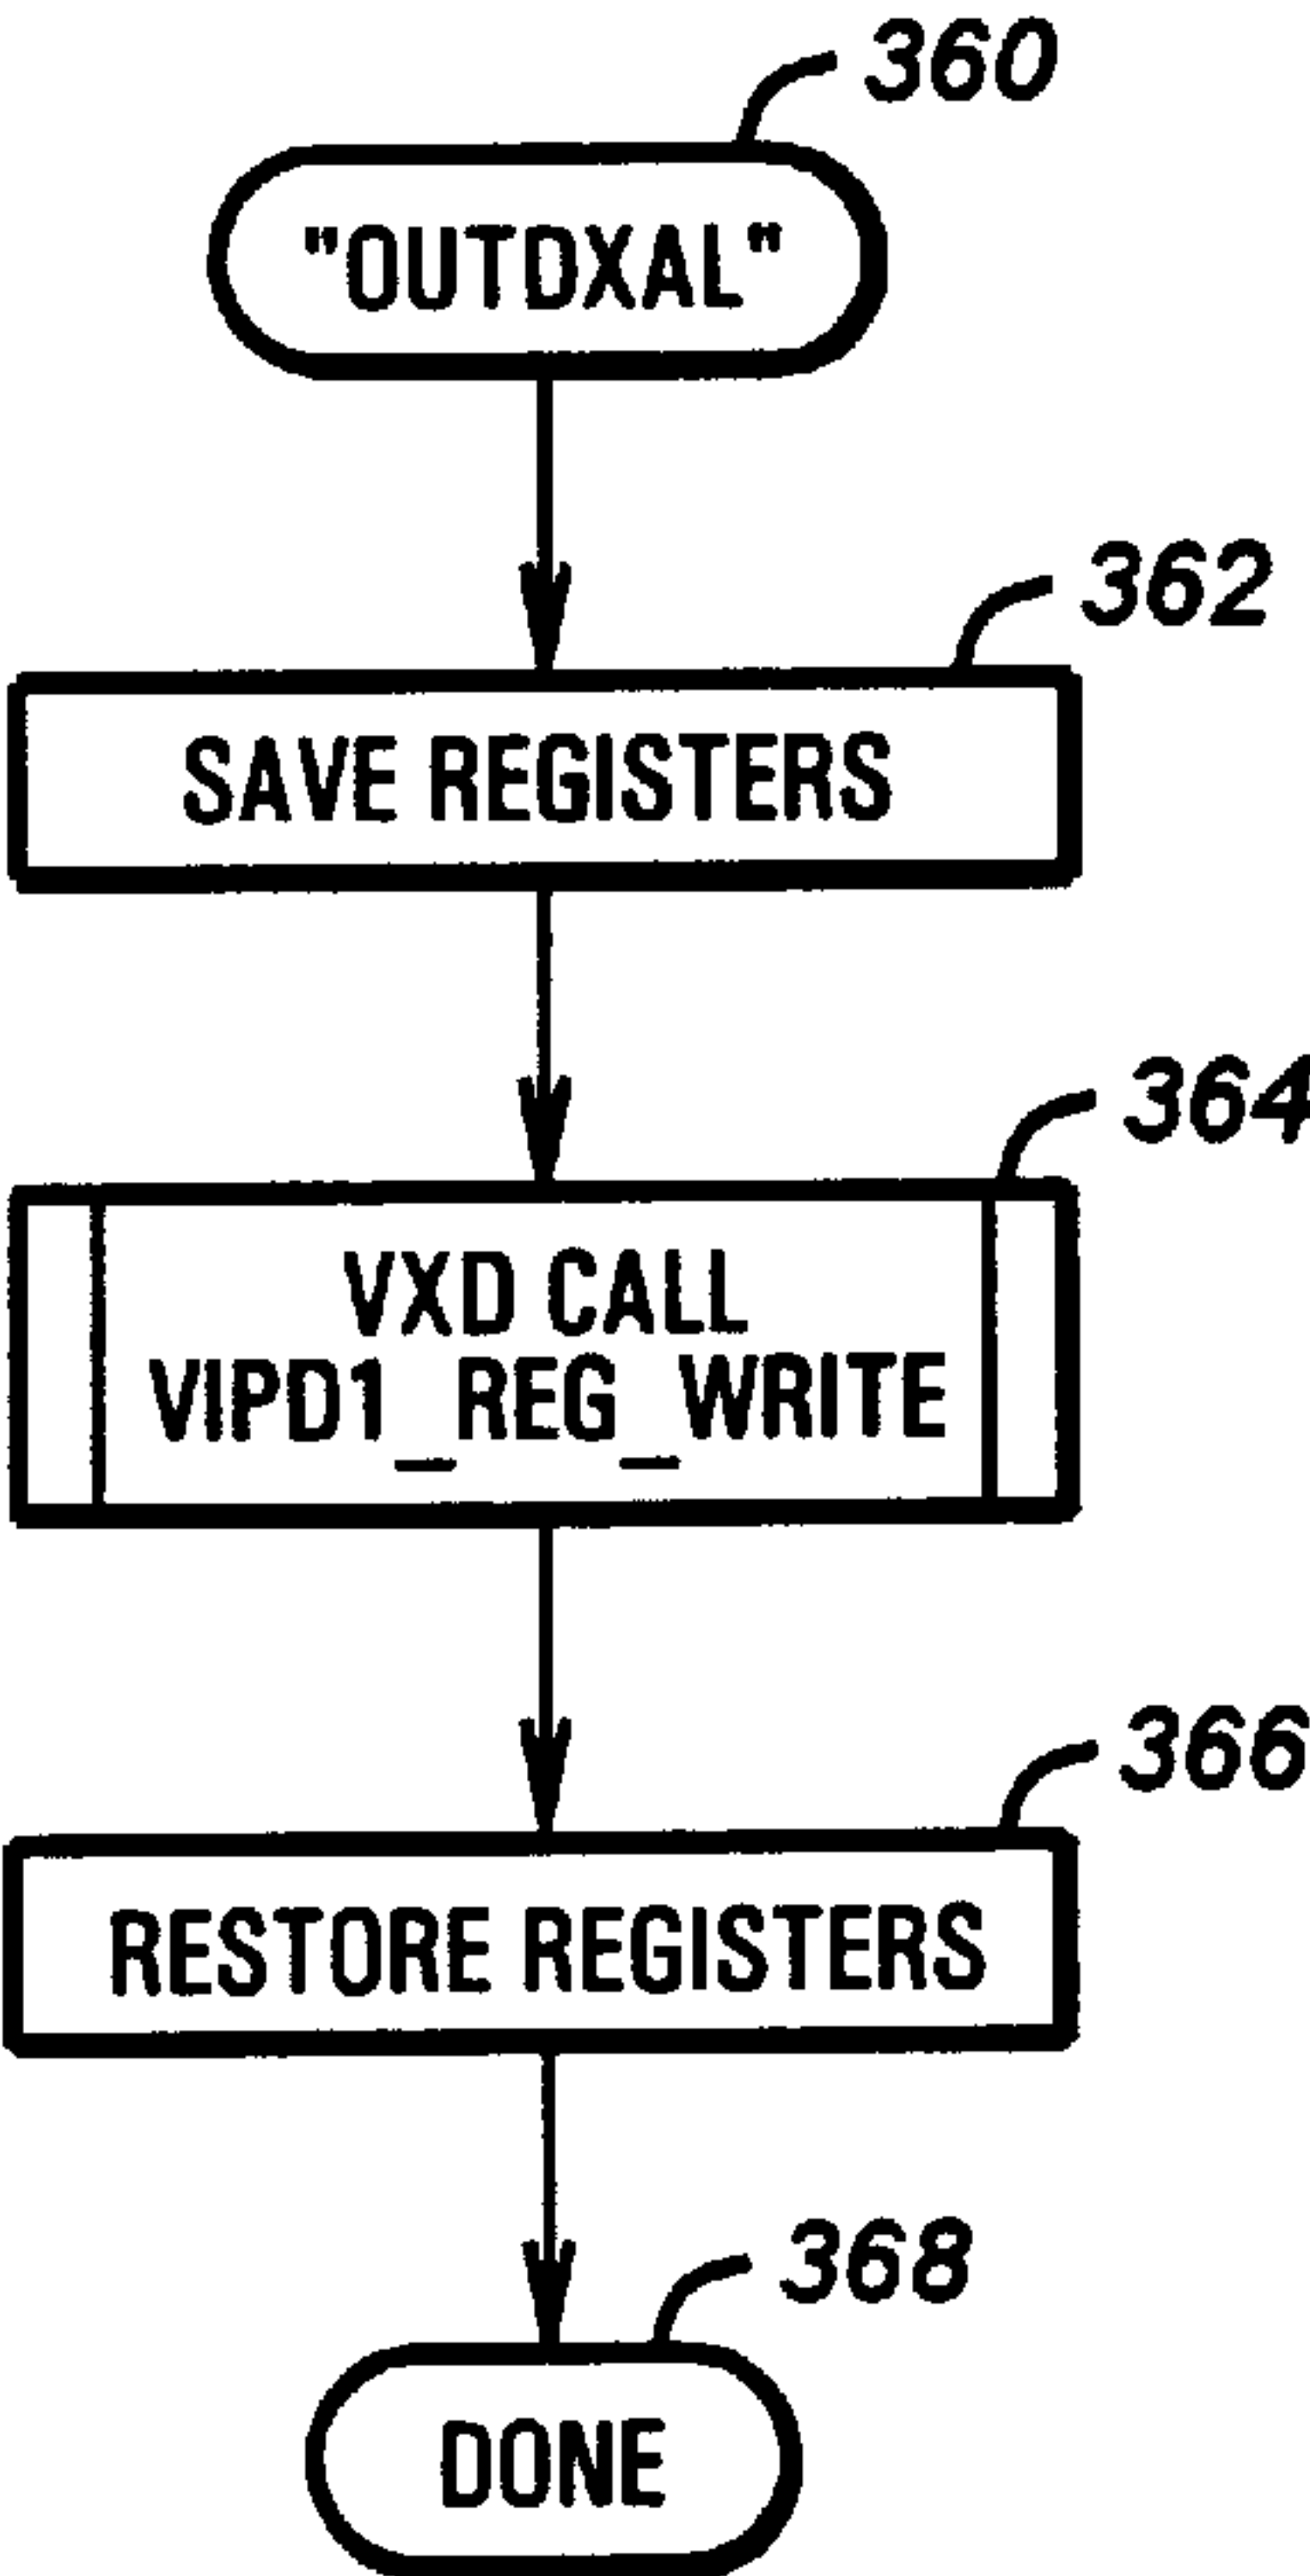 360
"OUTDXAL"
362
SAVE REGISTERS
364
VXD CALL
VIPD1_REG_WRITE
366
RESTORE REGISTERS
368
DONE